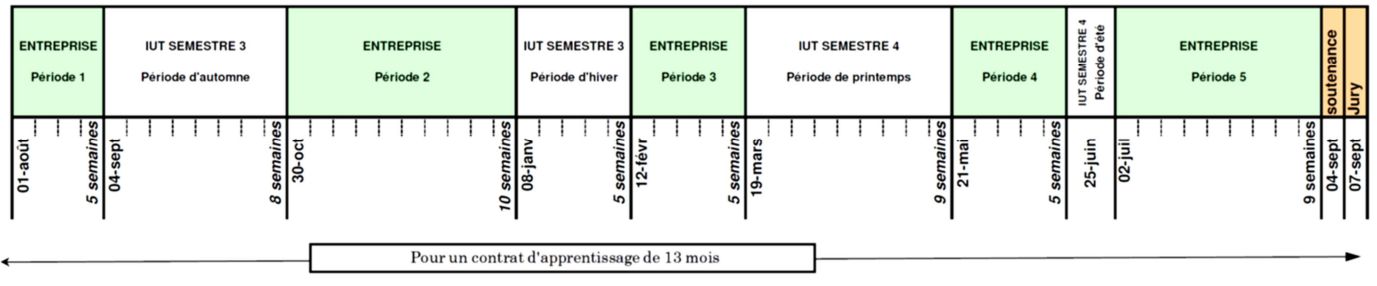 ENTREPRISE
Période 1
IUT SEMESTRE 3
Période d'automne
ENTREPRISE
Période 2
IUT SEMESTRE 3
Période d'hiver
ENTREPRISE
Période 3
IUT SEMESTRE 4
Période de printemps
ENTREPRISE
Période 4
IUT SEMESTRE 4
Période d'été
ENTREPRISE
Période 5
soutenance
Jury
01-août
5 semaines
04-sept
8 semaines
30-oct
10 semaines
08-janv
5 semaines
12-févr
5 semaines
19-mars
9 semaines
21-mai
5 semaines
25-juin
02-juil
9 semaines
04-sept
07-sept
Pour un contrat d'apprentissage de 13 mois